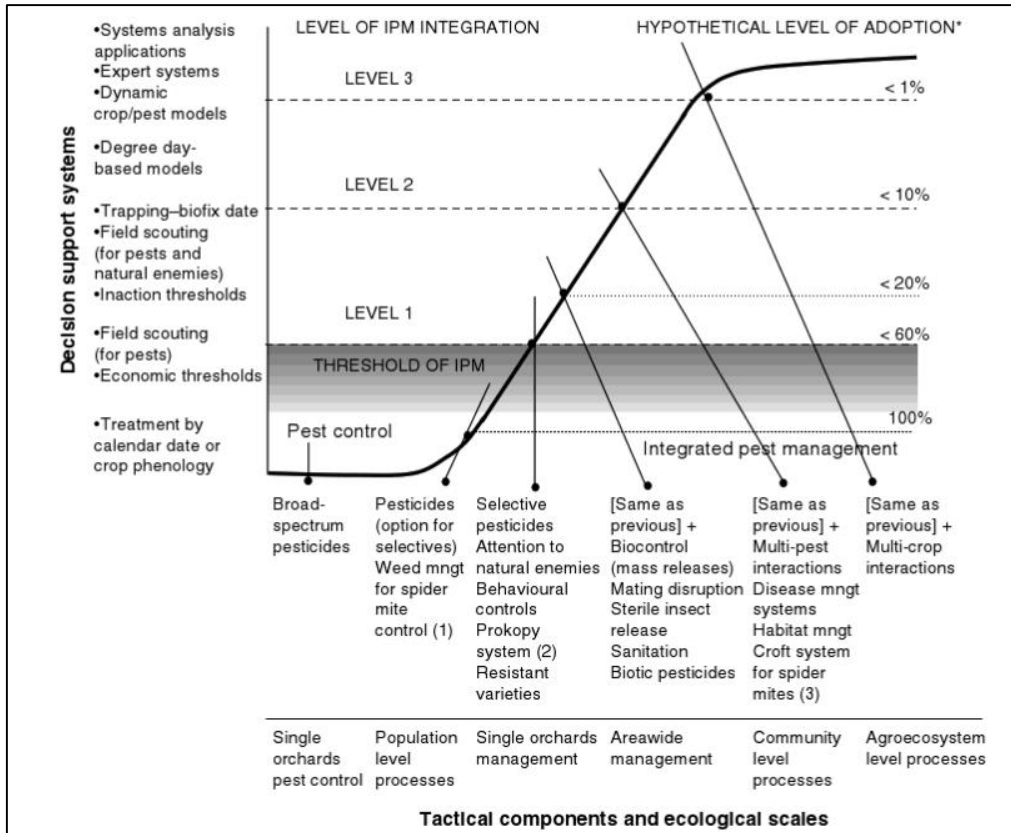 LEVEL OF IPM INTEGRATION
HYPOTHETICAL LEVEL OF ADOPTION*
Decision support systems
•Systems analysis
applications
•Expert systems
•Dynamic
crop/pest models
•Degree day-
based models
•Trapping–biofix date
•Field scouting
(for pests and
natural enemies)
•Inaction thresholds
•Field scouting
(for pests)
•Economic thresholds
•Treatment by
calendar date or
crop phenology
LEVEL 3
< 1%
LEVEL 2
< 10%
< 20%
LEVEL 1
< 60%
THRESHOLD OF IPM
100%
Pest control
Integrated pest management
Broad-
spectrum
pesticides
Pesticides
(option for
selectives)
Weed mngt
for spider
mite
control (1)
Selective
pesticides
Attention to
natural enemies
Behavioural
controls
Prokopy
system (2)
Resistant
varieties
[Same as
previous] +
Biocontrol
(mass releases)
Mating disruption
Sterile insect
release
Sanitation
Biotic pesticides
[Same as
previous] +
Multi-pest
interactions
Disease mngt
systems
Habitat mngt
Croft system
for spider
mites (3)
[Same as
previous] +
Multi-crop
interactions
Single
orchards
pest control
Population
level
processes
Single orchards
management
Areawide
management
Community
level
processes
Agroecosystem
level processes
Tactical components and ecological scales